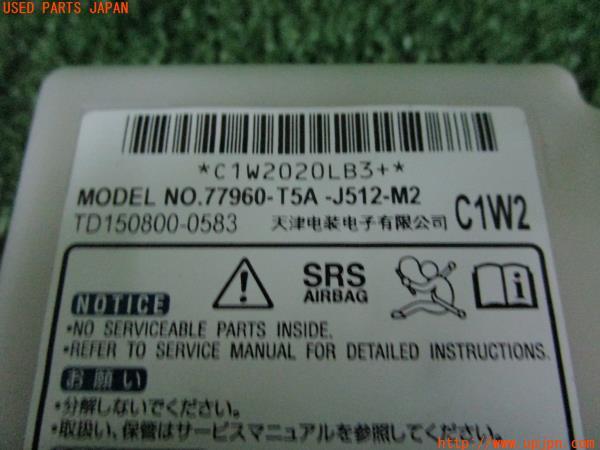 USED PARTS JAPAN
*C1W2020LB3+*
MODEL NO.77960-T5A -J512-M2
TD150800-0583 天津电装电子有限公司 C1W2
SRS
AIRBAG
NOTICE
•NO SERVICEABLE PARTS INSIDE.
•REFER TO SERVICE MANUAL FOR DETAILED INSTRUCTIONS.
お願い
•分解しないでください。
•取扱い、保管はサービスマニュアルを参照してください。
http://www.upjpn.com